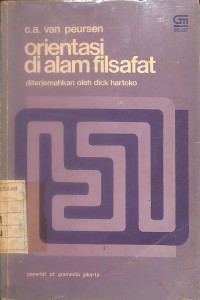 c.a. van peursen
orientasi
di alam filsafat
diterjemahkan oleh dick hartoko
penerbit pt gramedia jakarta